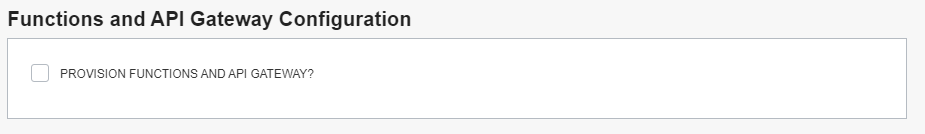 Functions and API Gateway Configuration
PROVISION FUNCTIONS AND API GATEWAY?